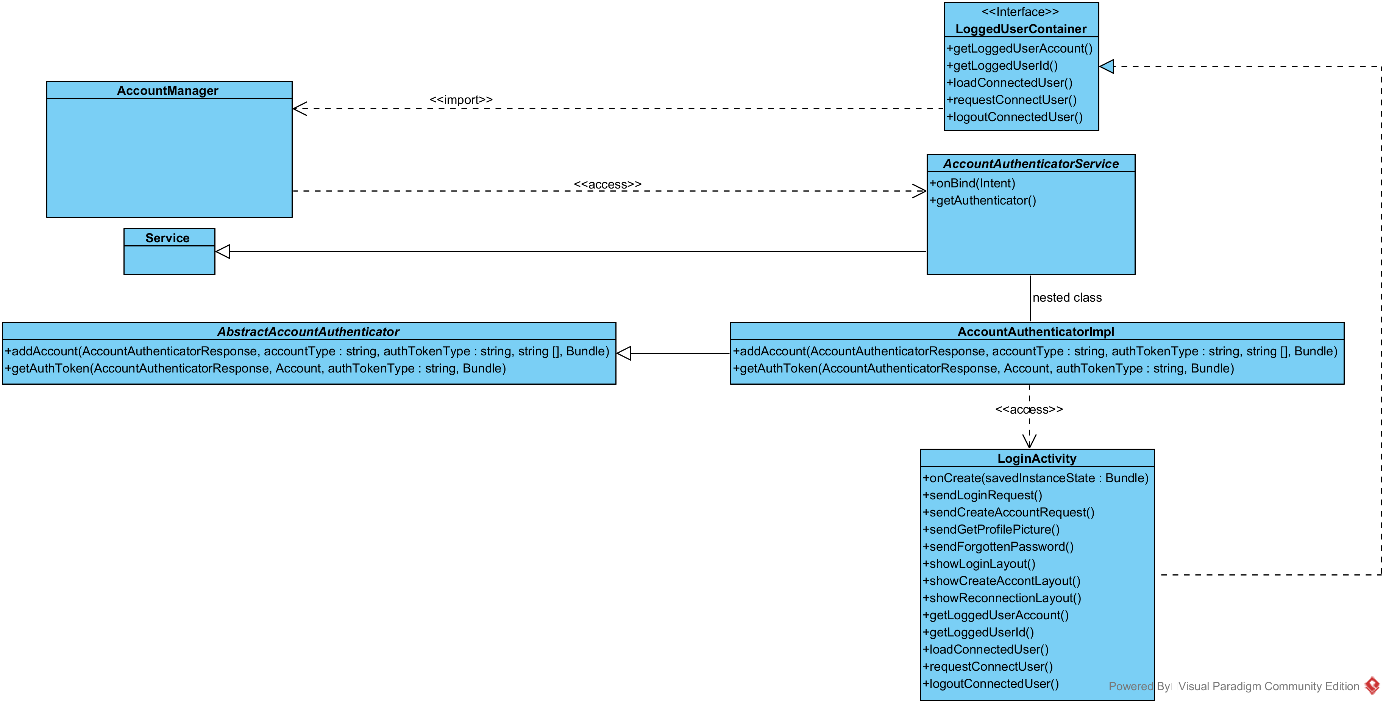 <<Interface>>
LoggedUserContainer
+getLoggedUserAccount()
+getLoggedUserId()
+loadConnectedUser()
+requestConnectUser()
+logoutConnectedUser()
AccountManager
<<import>>
<<access>>
AccountAuthenticatorService
+onBind(Intent)
+getAuthenticator()
Service
nested class
AbstractAccountAuthenticator
+addAccount(AccountAuthenticatorResponse, accountType : string, authTokenType : string, string [], Bundle)
+getAuthToken(AccountAuthenticatorResponse, Account, authTokenType : string, Bundle)
AccountAuthenticatorImpl
+addAccount(AccountAuthenticatorResponse, accountType : string, authTokenType : string, string [], Bundle)
+getAuthToken(AccountAuthenticatorResponse, Account, authTokenType : string, Bundle)
<<access>>
LoginActivity
+onCreate(savedInstanceState : Bundle)
+sendLoginRequest()
+sendCreateAccountRequest()
+sendGetProfilePicture()
+sendForgottenPassword()
+showLoginLayout()
+showCreateAccontLayout()
+showReconnectionLayout()
+getLoggedUserAccount()
+getLoggedUserId()
+loadConnectedUser()
+requestConnectUser()
+logoutConnectedUser()
Powered By Visual Paradigm Community Edition